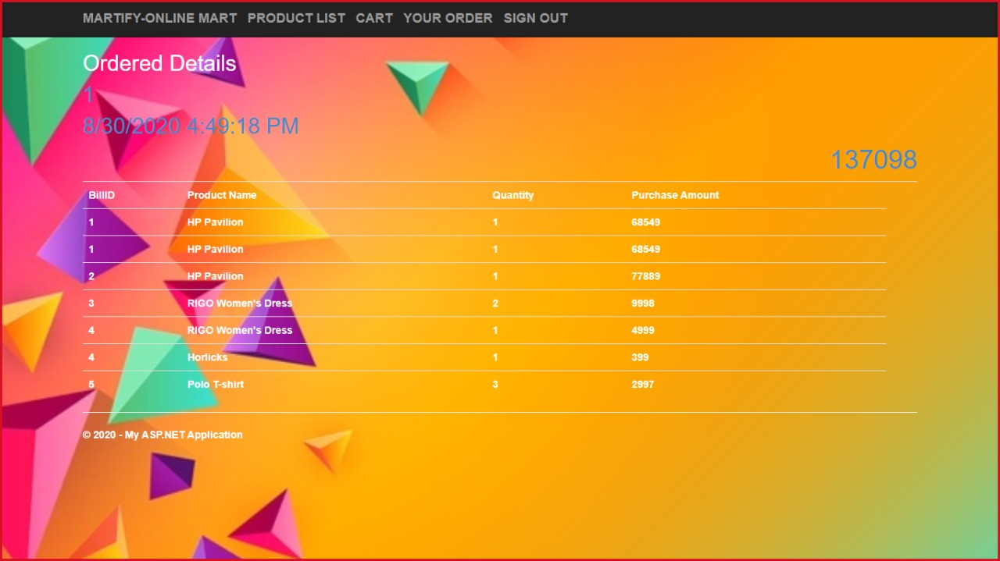 MARTIFY-ONLINE MART PRODUCT LIST CART YOUR ORDER SIGN OUT
Ordered Details
1
8/30/2020 4:49:18 PM
137098
BillID Product Name Quantity Purchase Amount
1 HP Pavilion 1 68549
1 HP Pavilion 1 68549
2 HP Pavilion 1 77889
3 RIGO Women's Dress 2 9998
4 RIGO Women's Dress 1 4999
4 Horlicks 1 399
5 Polo T-shirt 3 2997
© 2020 - My ASP.NET Application